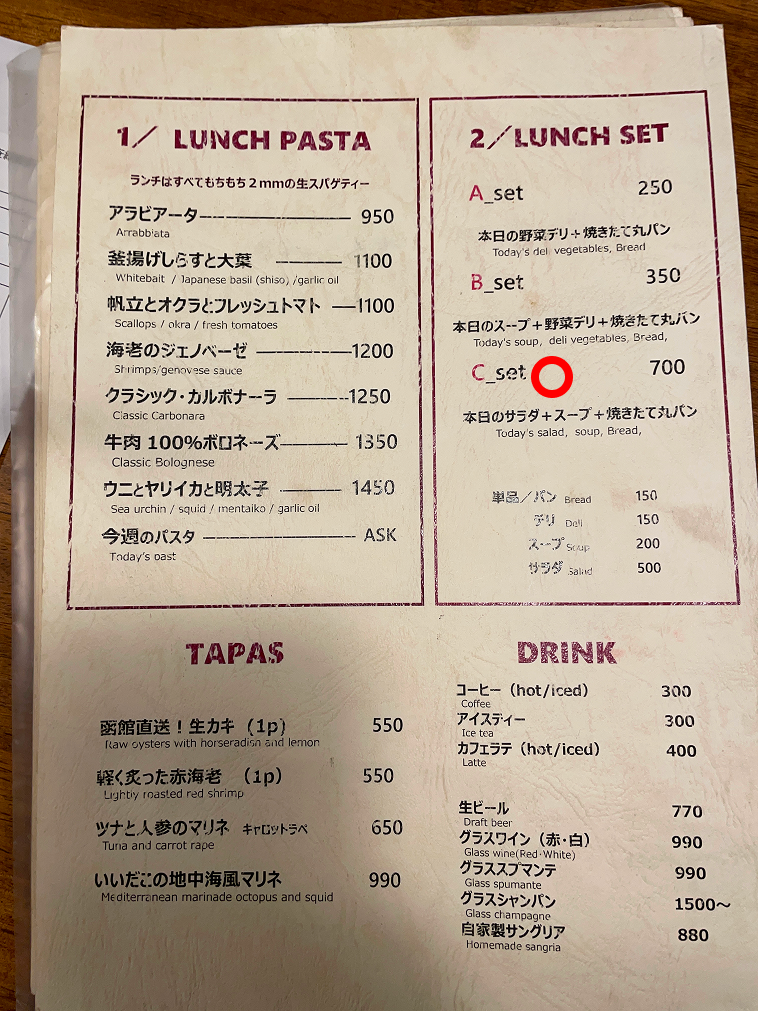 1／ LUNCH PASTA
ランチはすべてもちもち２mmの生スパゲティー
アラビアータ 950
Arrabbiata
釜揚げしらすと大葉 1100
Whitebait / Japanese basil (shiso) /garlic oil
帆立とオクラとフレッシュトマト 1100
Scallops / okra / fresh tomatoes
海老のジェノベーゼ 1200
Shrimps/genovese sauce
クラシック・カルボナーラ 1250
Classic Carbonara
牛肉 100%ボロネーズ 1350
Classic Bolognese
ウニとヤリイカと明太子 1450
Sea urchin / squid / mentaiko / garlic oil
今週のパスタ ASK
Today's past
2／LUNCH SET
A_set 250
本日の野菜デリ＋焼きたて丸パン
Today's deli vegetables, Bread
B_set 350
本日のスープ＋野菜デリ＋焼きたて丸パン
Today's soup, deli vegetables, Bread,
C_set 700
本日のサラダ＋スープ＋焼きたて丸パン
Today's salad, soup, Bread,
単品／パン Bread 150
デリ Deli 150
スープ Soup 200
サラダ Salad 500
TAPAS
函館直送！生カキ （1p） 550
Raw oysters with horseradish and lemon
軽く炙った赤海老 （1p） 550
Lightly roasted red shrimp
ツナと人参のマリネ キャロットラペ 650
Tuna and carrot rape
いいだこの地中海風マリネ 990
Mediterranean marinade octopus and squid
DRINK
コーヒー（hot/iced） 300
Coffee
アイスティー 300
Ice tea
カフェラテ（hot/iced） 400
Latte
生ビール 770
Draft beer
グラスワイン（赤・白） 990
Glass wine(Red・White)
グラススプマンテ 990
Glass spumante
グラスシャンパン 1500～
Glass champagne
自家製サングリア 880
Homemade sangria